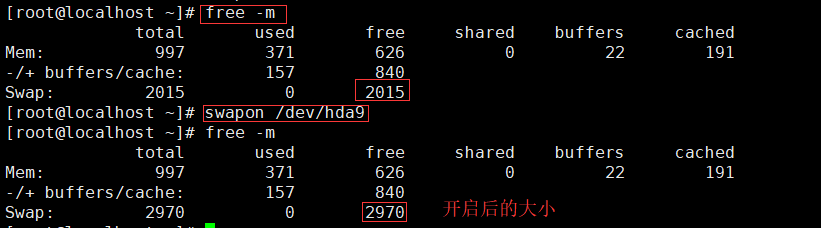 [root@localhost ~]# free -m
total used free shared buffers cached
Mem: 997 371 626 0 22 191
-/+ buffers/cache: 157 840
Swap: 2015 0 2015
[root@localhost ~]# swapon /dev/hda9
[root@localhost ~]# free -m
total used free shared buffers cached
Mem: 997 371 626 0 22 191
-/+ buffers/cache: 157 840
Swap: 2970 0 2970 开启后的大小
[root@localhost ~]#